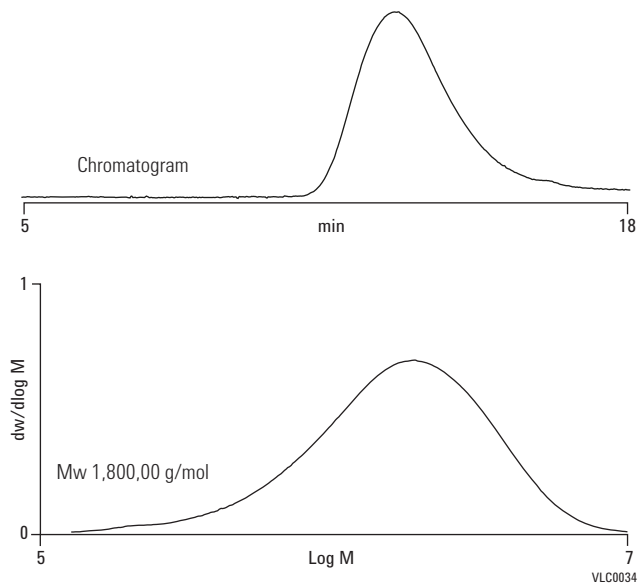 Chromatogram
5 min 18
1
dw/dlog M
Mw 1,800,00 g/mol
0
5 Log M 7
VLC0034